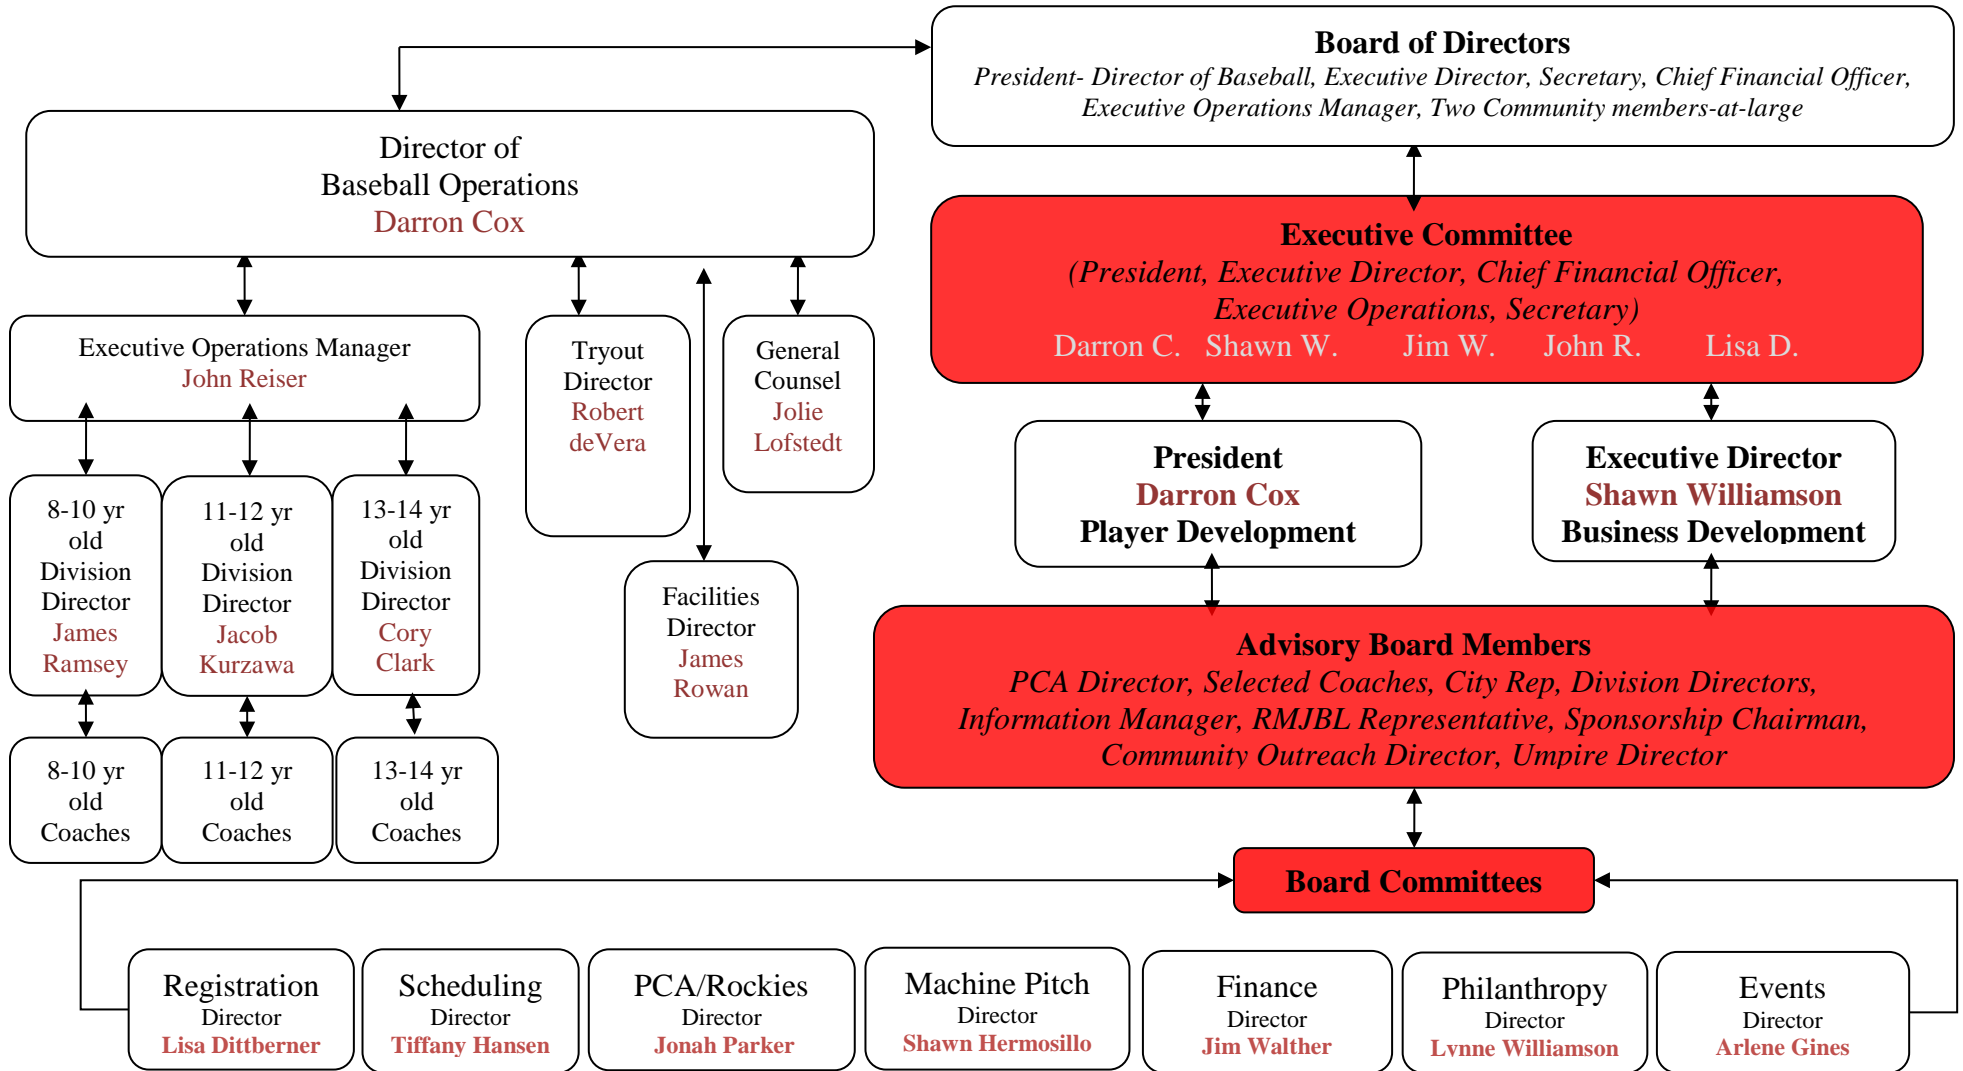 Board of Directors
President- Director of Baseball, Executive Director, Secretary, Chief Financial Officer,
Executive Operations Manager, Two Community members-at-large
Director of
Baseball Operations
Darron Cox
Executive Committee
(President, Executive Director, Chief Financial Officer,
Executive Operations, Secretary)
Darron C. Shawn W. Jim W. John R. Lisa D.
Executive Operations Manager
John Reiser
Tryout
Director
Robert
deVera
General
Counsel
Jolie
Lofstedt
President
Darron Cox
Player Development
Executive Director
Shawn Williamson
Business Development
8-10 yr
old
Division
Director
James
Ramsey
11-12 yr
old
Division
Director
Jacob
Kurzawa
13-14 yr
old
Division
Director
Cory
Clark
Facilities
Director
James
Rowan
Advisory Board Members
PCA Director, Selected Coaches, City Rep, Division Directors,
Information Manager, RMJBL Representative, Sponsorship Chairman,
Community Outreach Director, Umpire Director
8-10 yr
old
Coaches
11-12 yr
old
Coaches
13-14 yr
old
Coaches
Board Committees
Registration
Director
Lisa Dittberner
Scheduling
Director
Tiffany Hansen
PCA/Rockies
Director
Jonah Parker
Machine Pitch
Director
Shawn Hermosillo
Finance
Director
Jim Walther
Philanthropy
Director
Lynne Williamson
Events
Director
Arlene Gines